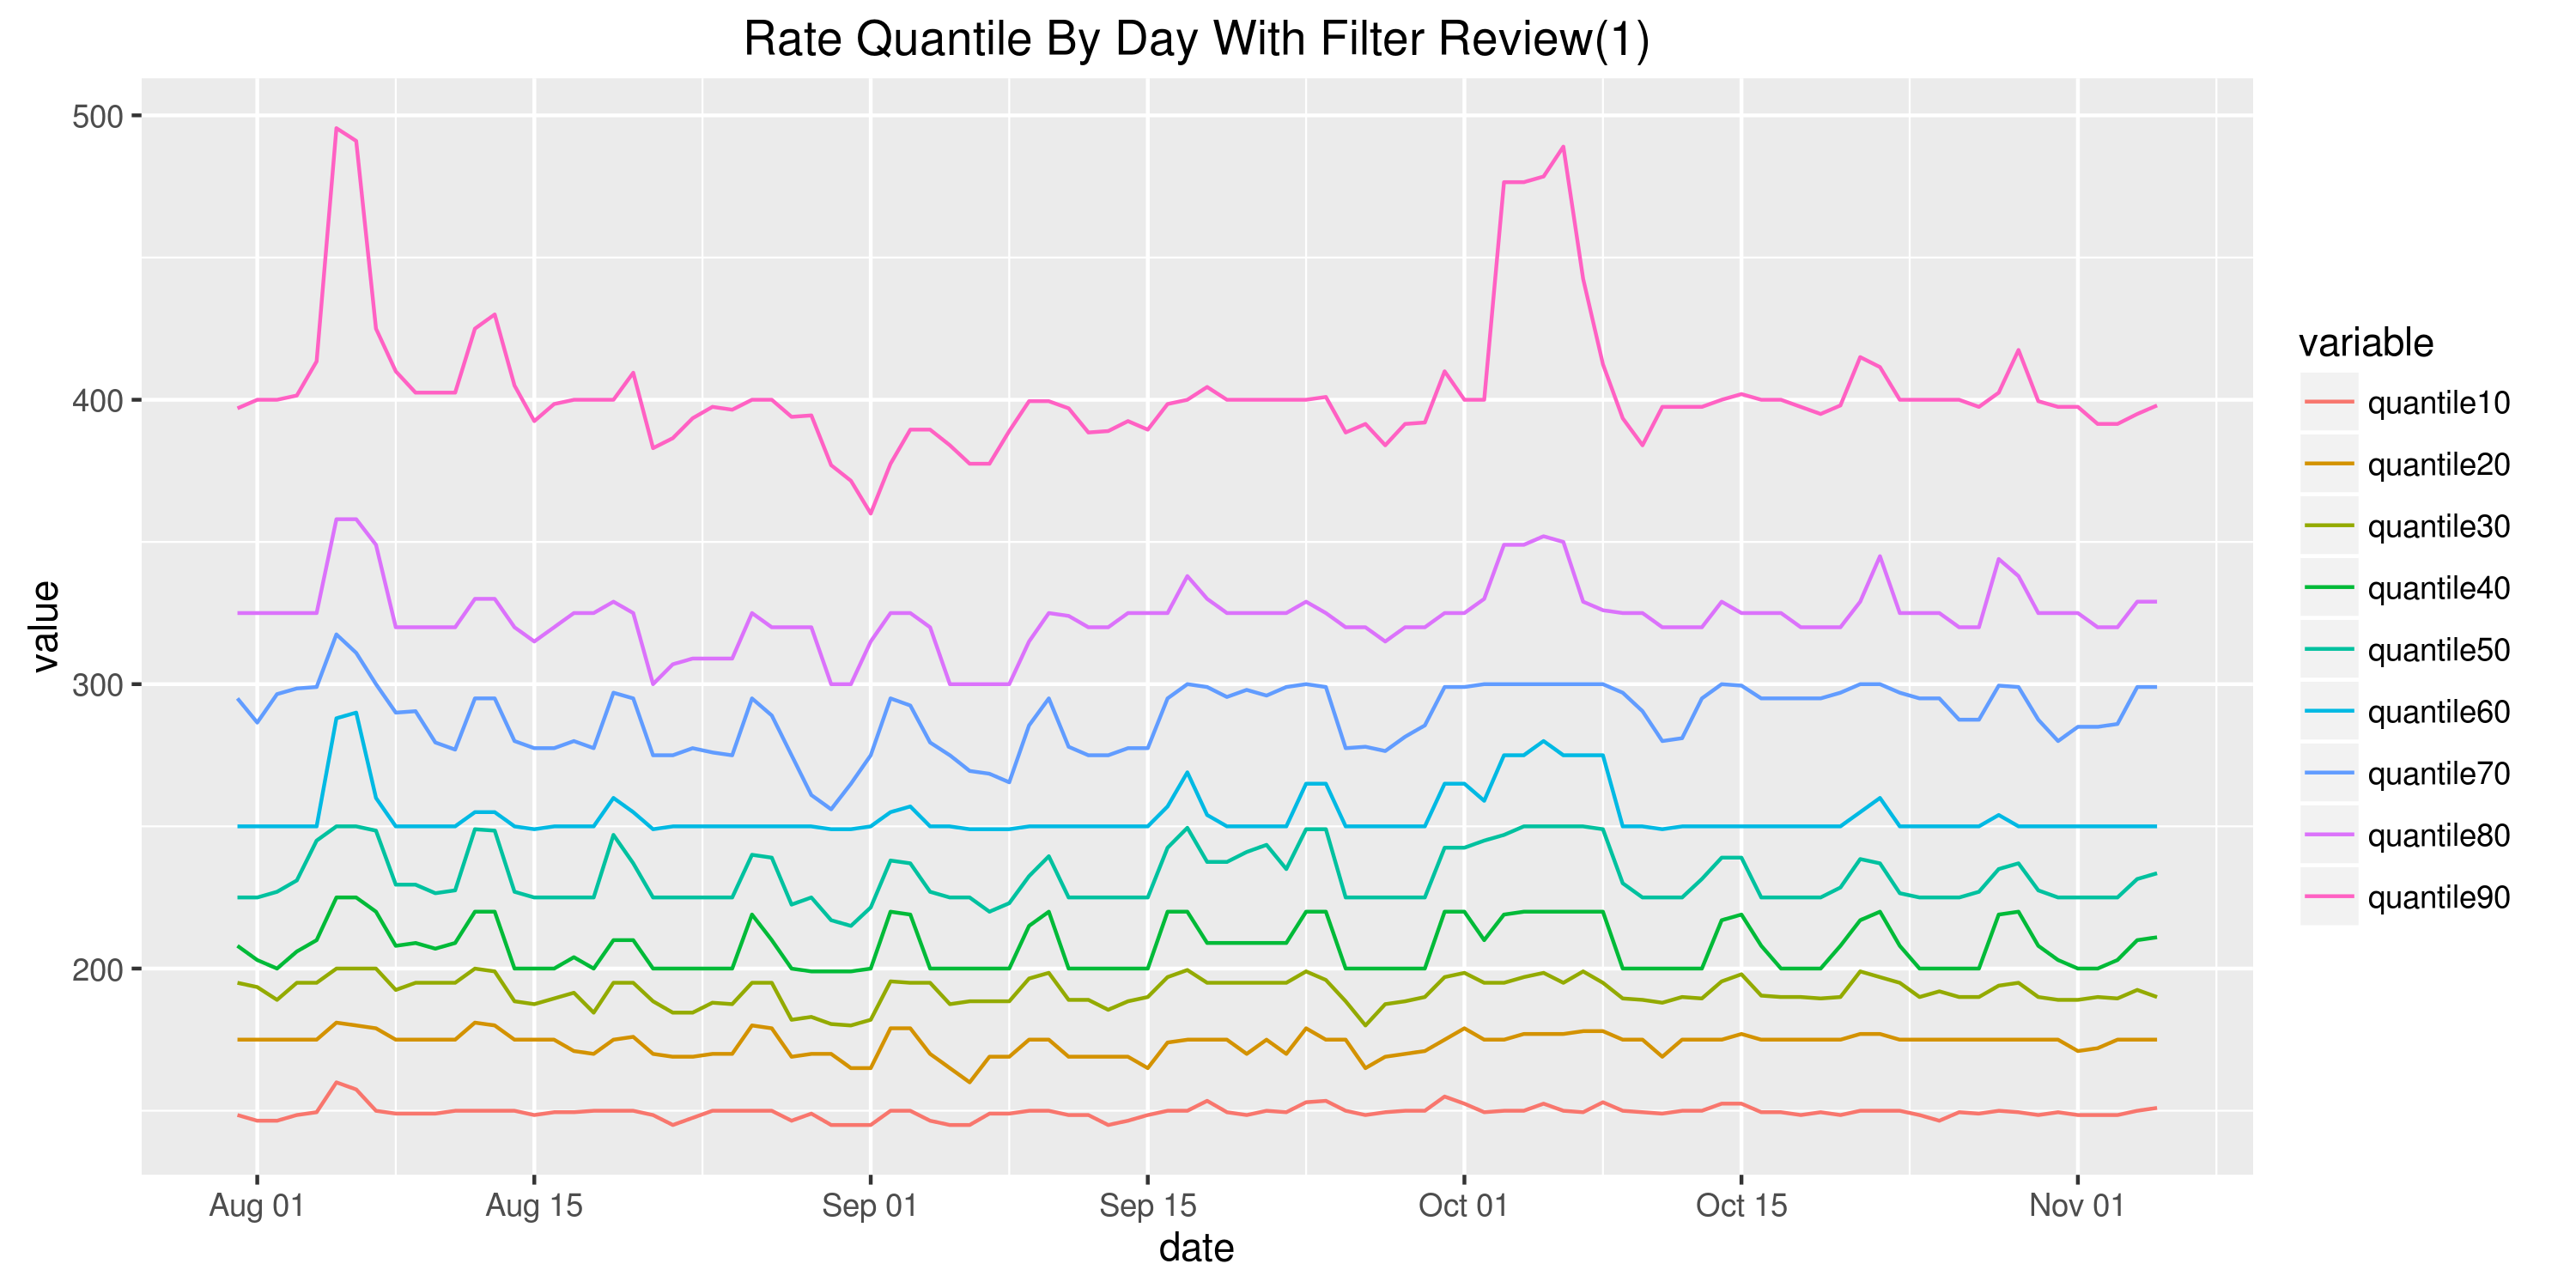 Rate Quantile By Day With Filter Review(1)
500
400
300
200
value
Aug 01 Aug 15 Sep 01 Sep 15 Oct 01 Oct 15 Nov 01
date
variable
quantile10
quantile20
quantile30
quantile40
quantile50
quantile60
quantile70
quantile80
quantile90